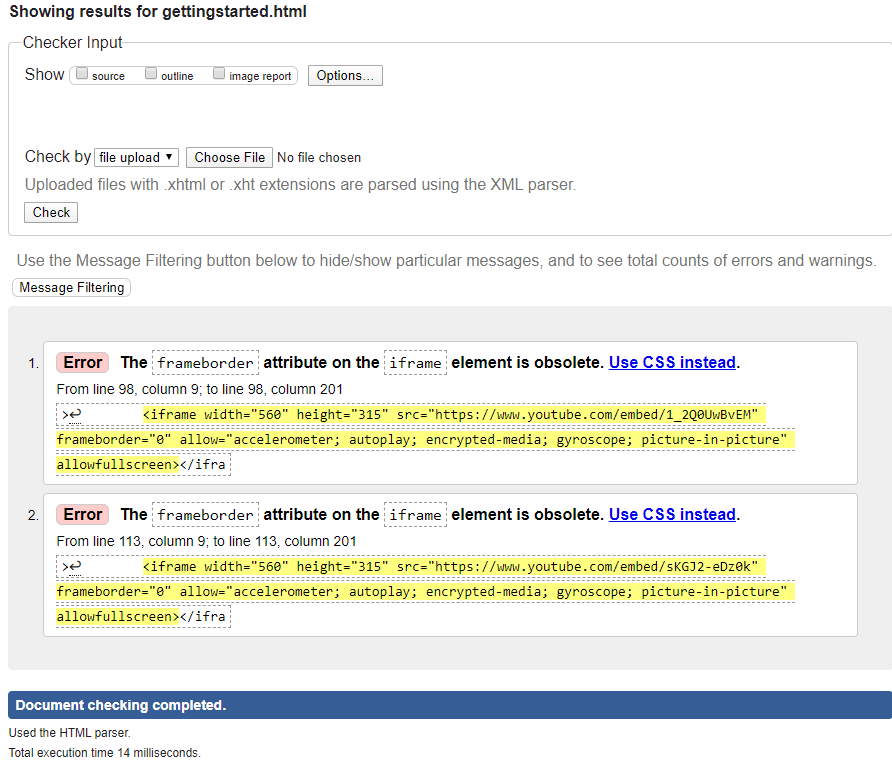 Showing results for gettingstarted.html
Checker Input
Show source outline image report Options...
Check by file upload ▼ Choose File No file chosen
Uploaded files with .xhtml or .xht extensions are parsed using the XML parser.
Check
Use the Message Filtering button below to hide/show particular messages, and to see total counts of errors and warnings.
Message Filtering
1. Error The frameborder attribute on the iframe element is obsolete. Use CSS instead.
From line 98, column 9; to line 98, column 201
>↩ <iframe width="560" height="315" src="https://www.youtube.com/embed/1_2Q0UwBvEM"
frameborder="0" allow="accelerometer; autoplay; encrypted-media; gyroscope; picture-in-picture"
allowfullscreen></ifra
2. Error The frameborder attribute on the iframe element is obsolete. Use CSS instead.
From line 113, column 9; to line 113, column 201
>↩ <iframe width="560" height="315" src="https://www.youtube.com/embed/sKGJ2-eDz0k"
frameborder="0" allow="accelerometer; autoplay; encrypted-media; gyroscope; picture-in-picture"
allowfullscreen></ifra
Document checking completed.
Used the HTML parser.
Total execution time 14 milliseconds.